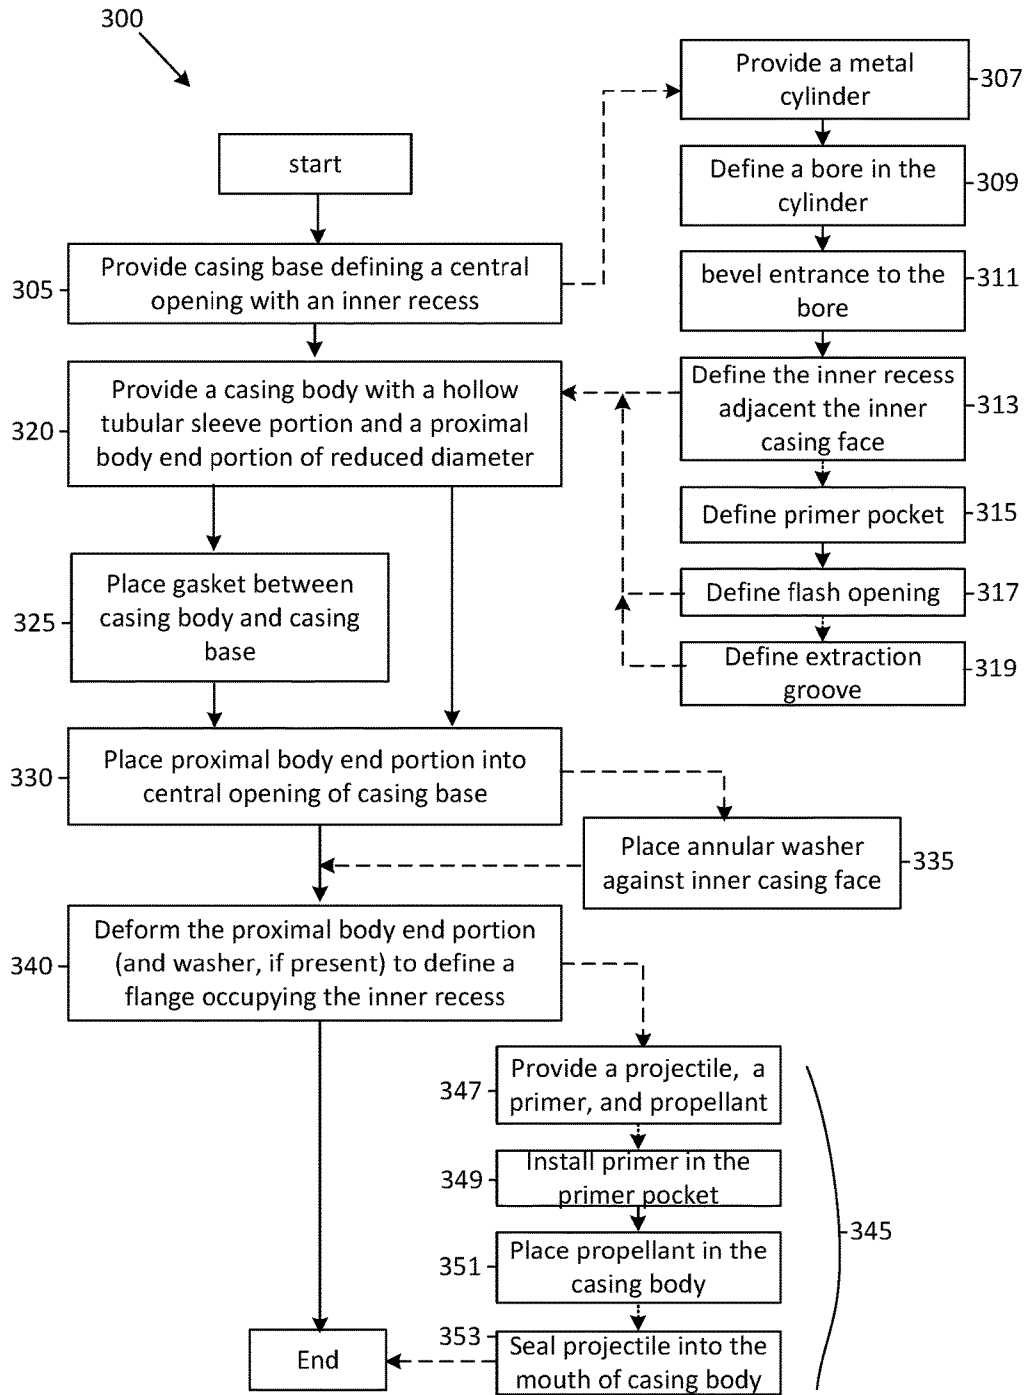 300
start
305
Provide casing base defining a central
opening with an inner recess
320
Provide a casing body with a hollow
tubular sleeve portion and a proximal
body end portion of reduced diameter
325
Place gasket between
casing body and casing
base
330
Place proximal body end portion into
central opening of casing base
Place annular washer
against inner casing face
335
340
Deform the proximal body end portion
(and washer, if present) to define a
flange occupying the inner recess
End
Provide a metal
cylinder
307
Define a bore in the
cylinder
309
bevel entrance to the
bore
311
Define the inner recess
adjacent the inner
casing face
313
Define primer pocket
315
Define flash opening
317
Define extraction
groove
319
347
Provide a projectile, a
primer, and propellant
349
Install primer in the
primer pocket
351
Place propellant in the
casing body
353
Seal projectile into the
mouth of casing body
345